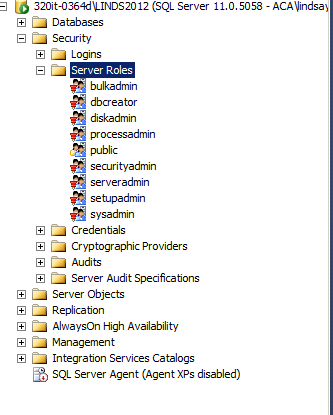 320it-0364d\LINDS2012 (SQL Server 11.0.5058 - ACA\lindsay
Databases
Security
Logins
Server Roles
bulkadmin
dbcreator
diskadmin
processadmin
public
securityadmin
serveradmin
setupadmin
sysadmin
Credentials
Cryptographic Providers
Audits
Server Audit Specifications
Server Objects
Replication
AlwaysOn High Availability
Management
Integration Services Catalogs
SQL Server Agent (Agent XPs disabled)